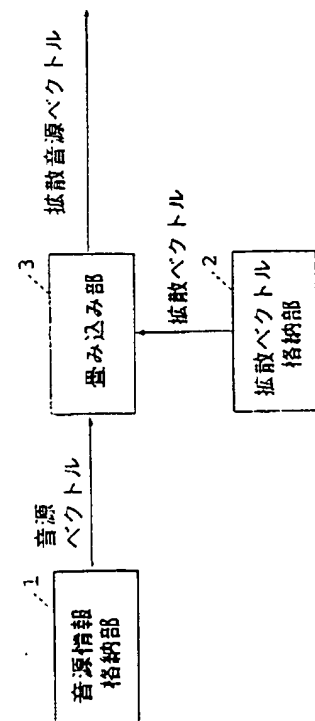 1
音源情報
格納部
音源
ベクトル
3
畳み込み部
拡散音源ベクトル
拡散ベクトル
2
拡散ベクトル
格納部